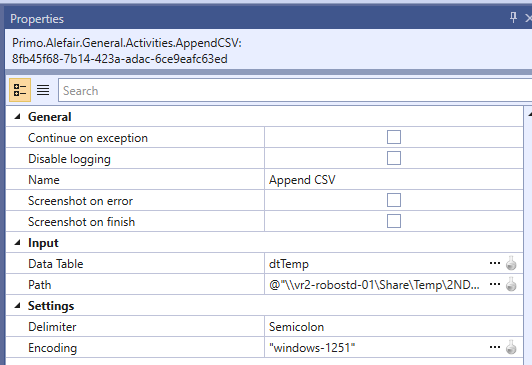 Properties
Primo.Alefair.General.Activities.AppendCSV:
8fb45f68-7b14-423a-adac-6ce9eafc63ed
Search
General
Continue on exception
Disable logging
Name Append CSV
Screenshot on error
Screenshot on finish
Input
Data Table dtTemp ...
Path @"\\vr2-robostd-01\Share\Temp\2ND... ...
Settings
Delimiter Semicolon
Encoding "windows-1251" ...